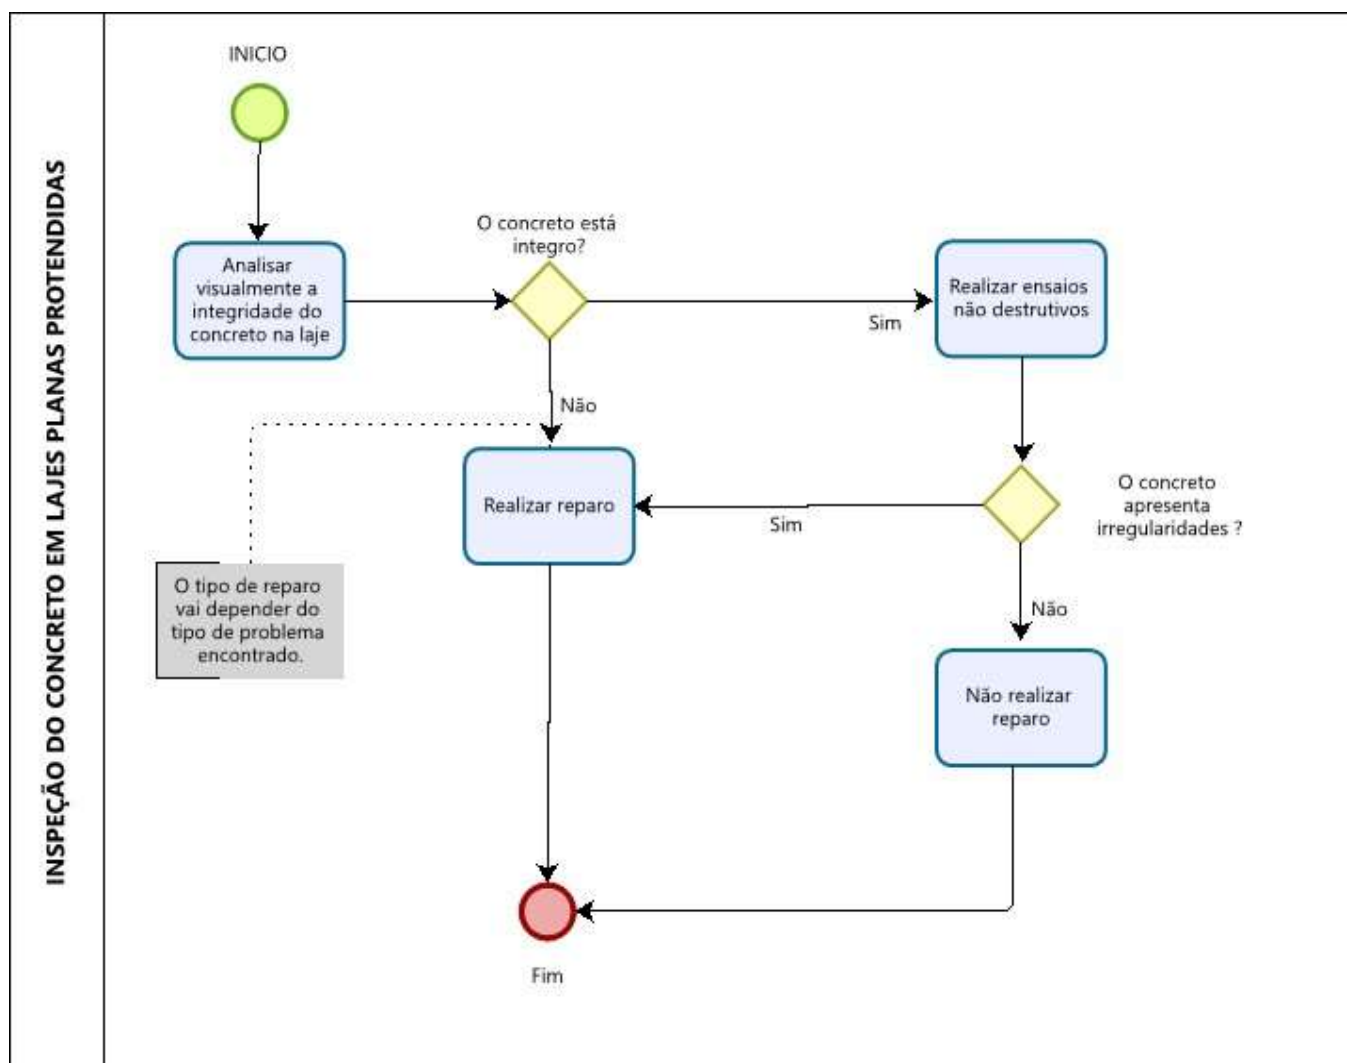 INSPEÇÃO DO CONCRETO EM LAJES PLANAS PROTENDIDAS
INICIO
Analisar
visualmente a
integridade do
concreto na laje
O concreto está
integro?
Sim
Realizar ensaios
não destrutivos
Não
Realizar reparo
Sim
O concreto
apresenta
irregularidades ?
O tipo de reparo
vai depender do
tipo de problema
encontrado.
Não
Não realizar
reparo
Fim